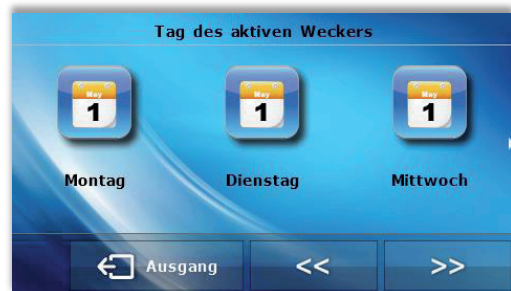 Tag des aktiven Weckers
May May May
1 1 1
Montag Dienstag Mittwoch
Ausgang << >>